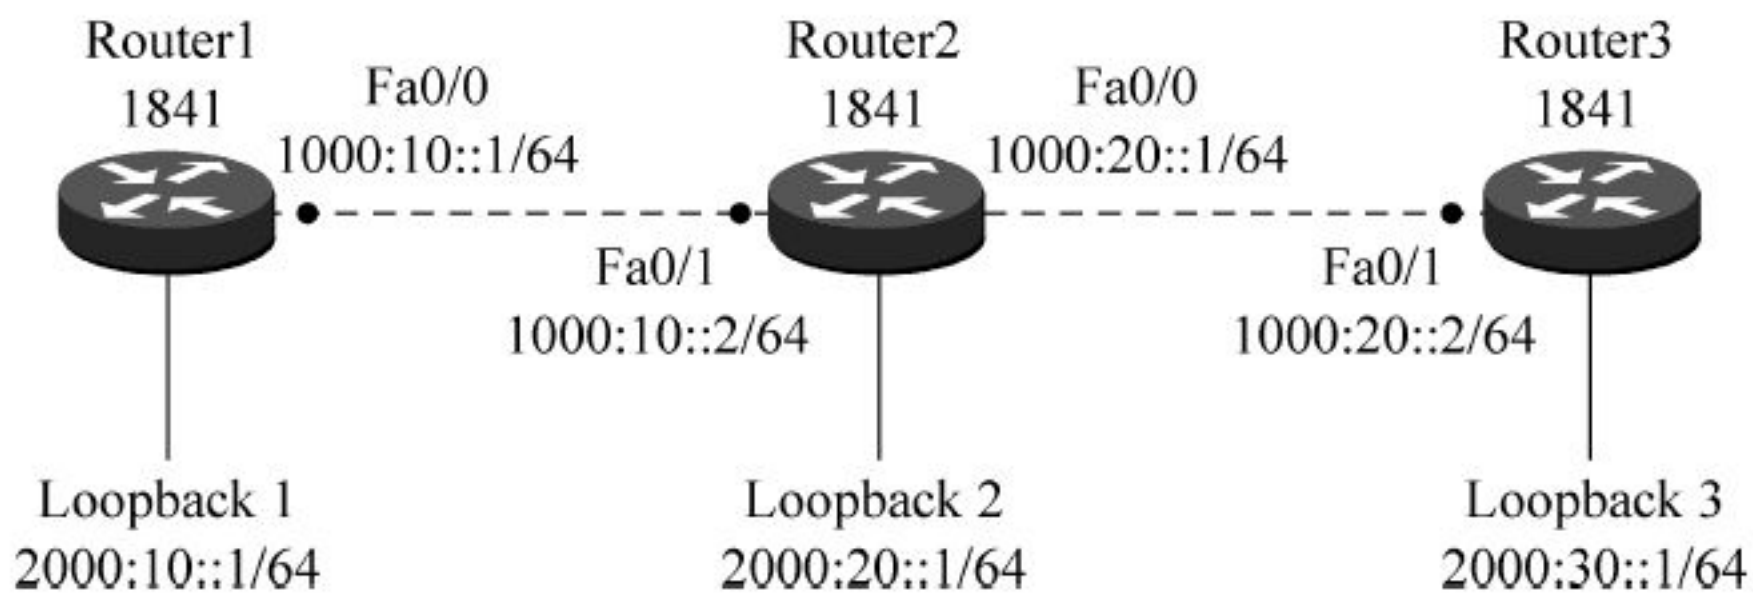 Router1
1841
Fa0/0
1000:10::1/64
Router2
1841
Fa0/0
1000:20::1/64
Router3
1841
Fa0/1
1000:10::2/64
Fa0/1
1000:20::2/64
Loopback 1
2000:10::1/64
Loopback 2
2000:20::1/64
Loopback 3
2000:30::1/64